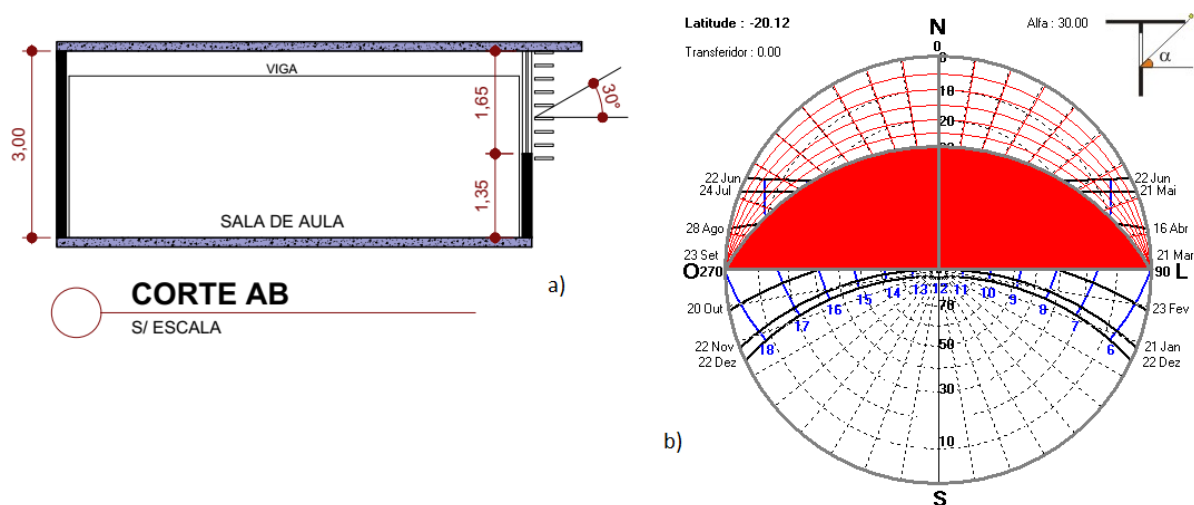 VIGA
3,00
1,65
1,35
30°
SALA DE AULA
CORTE AB
S/ ESCALA
a)
Latitude : -20.12
Transferidor : 0.00
Alfa : 30.00
α
N
0
10
20
22 Jun
24 Jul
28 Ago
23 Set
O 270
20 Out
22 Nov
22 Dez
22 Jun
21 Mai
16 Abr
21 Mar
90 L
23 Fev
21 Jan
22 Dez
18
17
16
15
14
13
12
11
10
9
8
7
6
70
50
30
10
S
b)